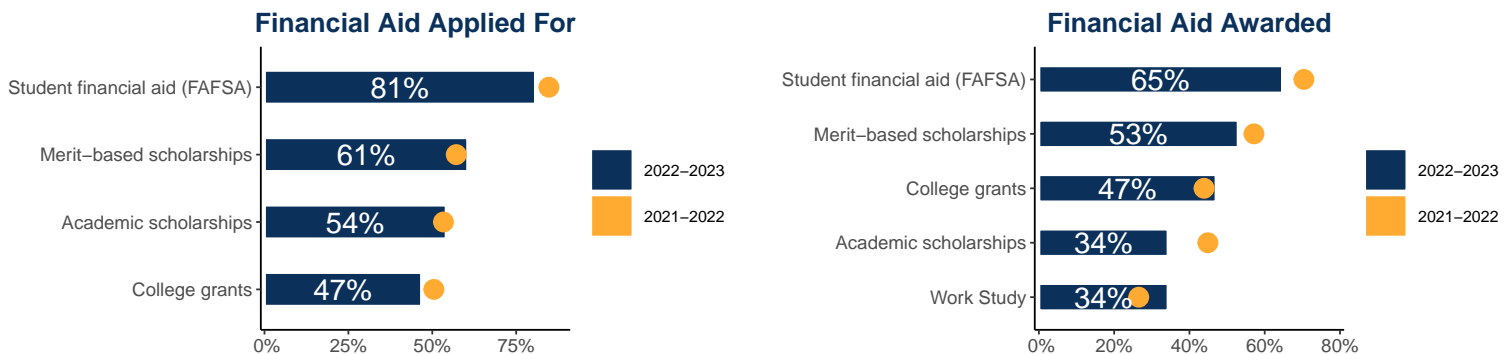 Financial Aid Applied For
Student financial aid (FAFSA)
81%
Merit−based scholarships
61%
Academic scholarships
54%
College grants
47%
0%
25%
50%
75%
2022−2023
2021−2022
Financial Aid Awarded
Student financial aid (FAFSA)
65%
Merit−based scholarships
53%
College grants
47%
Academic scholarships
34%
Work Study
34%
0%
20%
40%
60%
80%
2022−2023
2021−2022